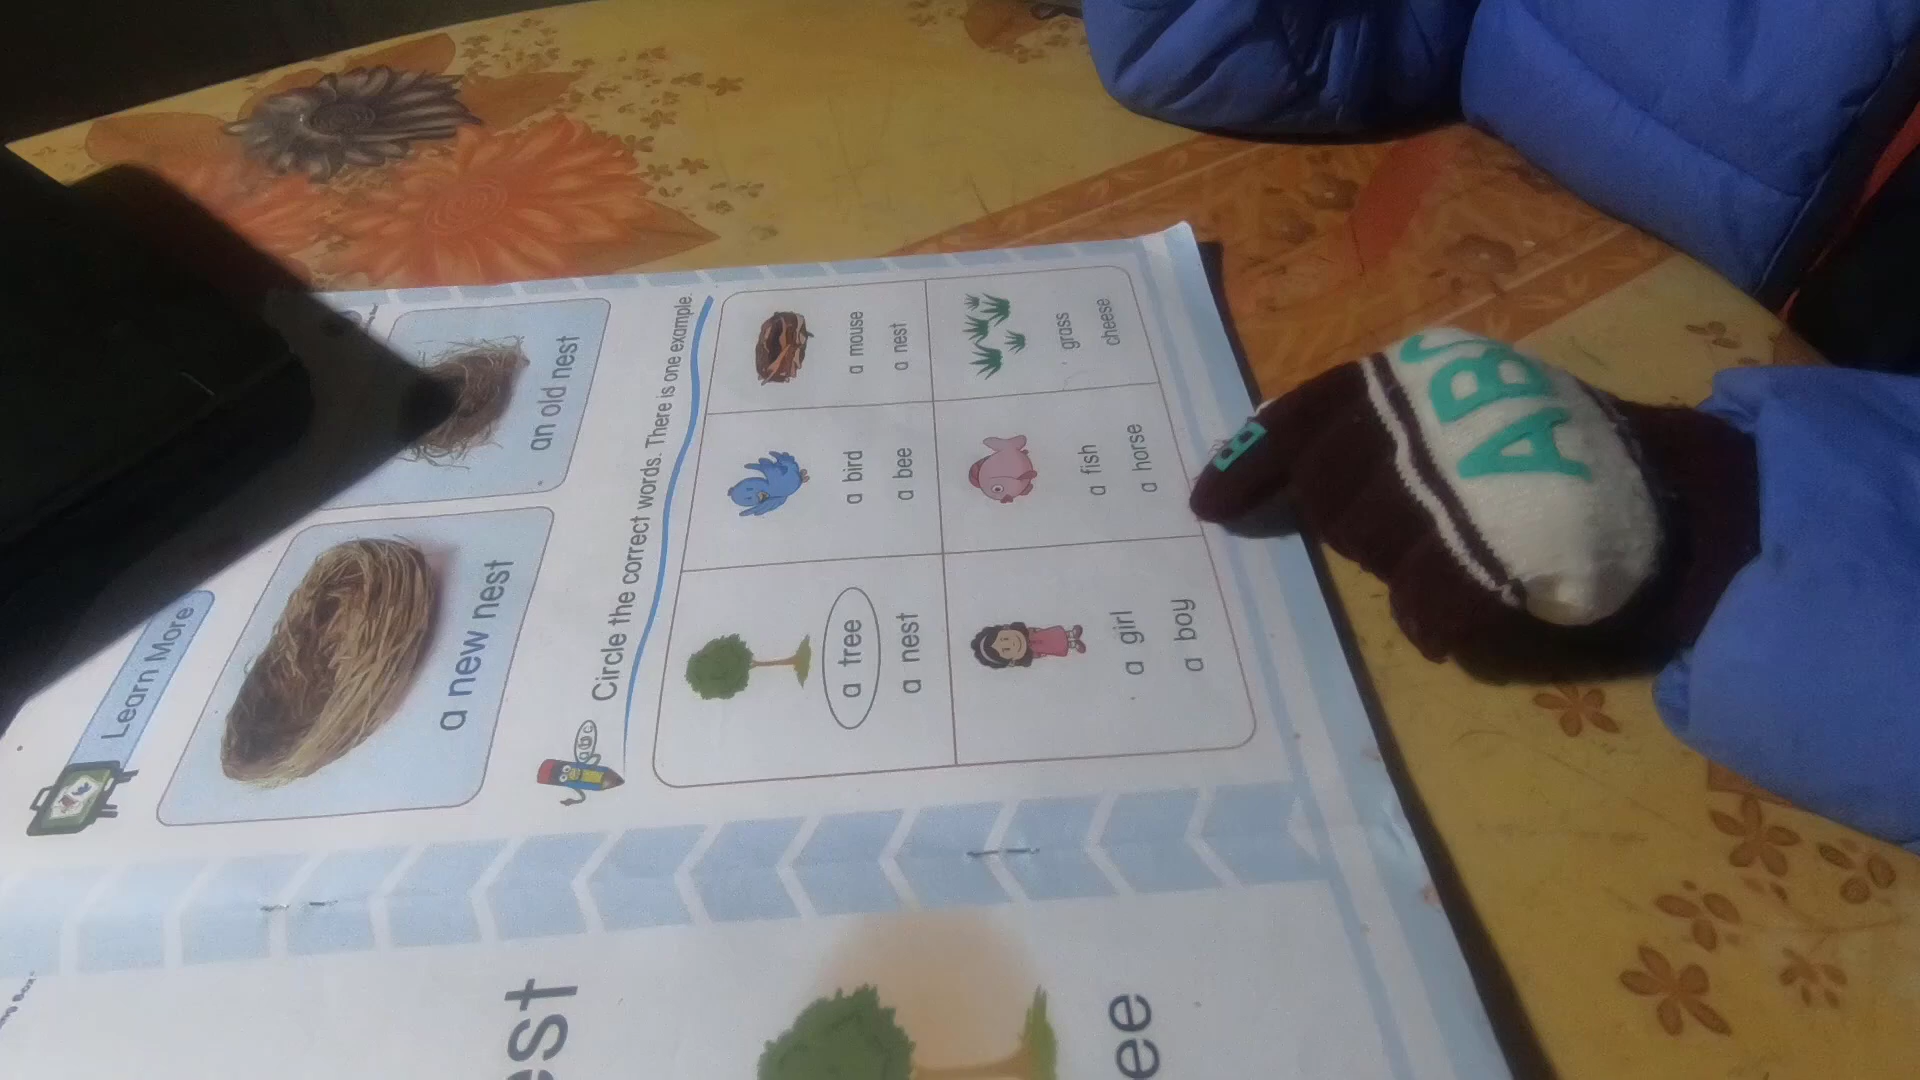 Learn More
a new nest
an old nest
abc
Circle the correct words. There is one example.
a tree
a nest
a bird
a bee
a mouse
a nest
a girl
a boy
a fish
a horse
grass
cheese
est
ee
ABC
B